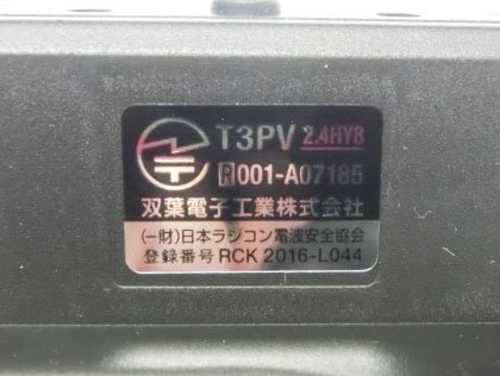 T3PV 2.4HY8
R 001-A07185
双葉電子工業株式会社
(一財)日本ラジコン電波安全協会
登録番号 RCK 2016-L044